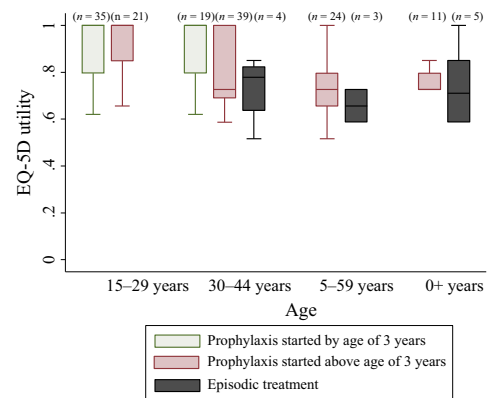 (n = 35)(n = 21) (n = 19)(n = 39)(n = 4) (n = 24) (n = 3) (n = 11) (n = 5)
1
.8
.6
.4
.2
0
EQ-5D utility
15–29 years 30–44 years 5–59 years 0+ years
Age
Prophylaxis started by age of 3 years
Prophylaxis started above age of 3 years
Episodic treatment